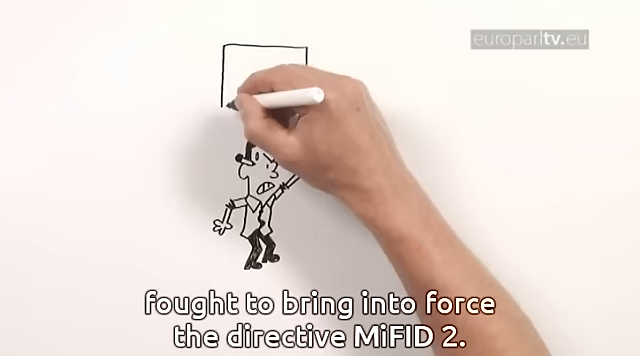 europarltv.eu
fought to bring into force
the directive MiFID 2.